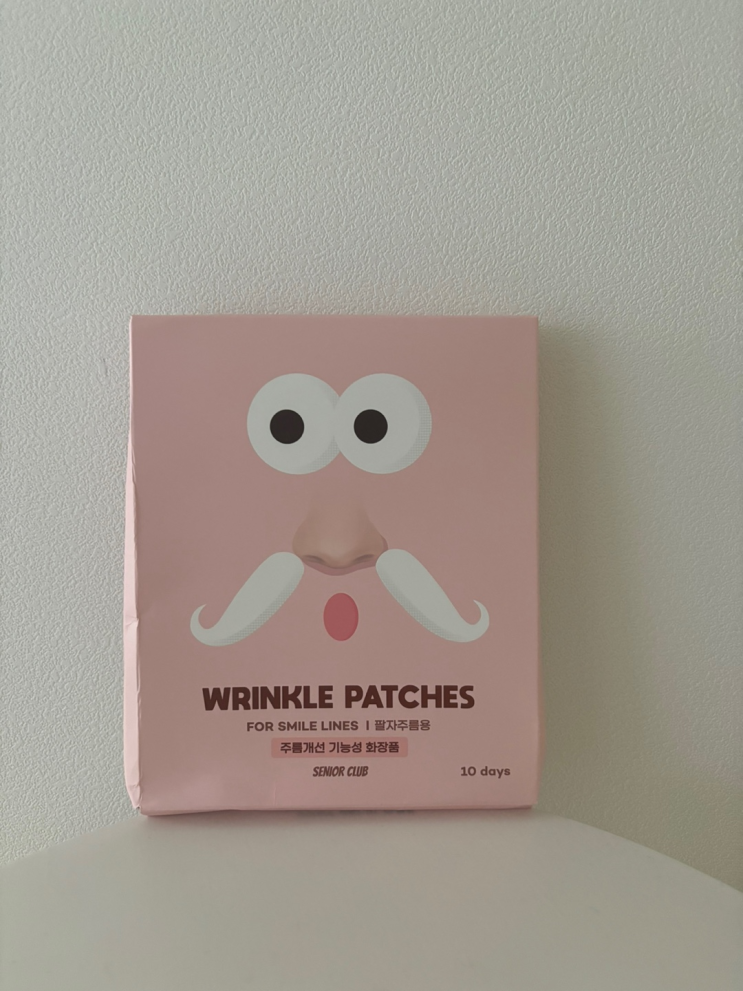 WRINKLE PATCHES
FOR SMILE LINES | 팔자주름용
주름개선 기능성 화장품
SENIOR CLUB
10 days